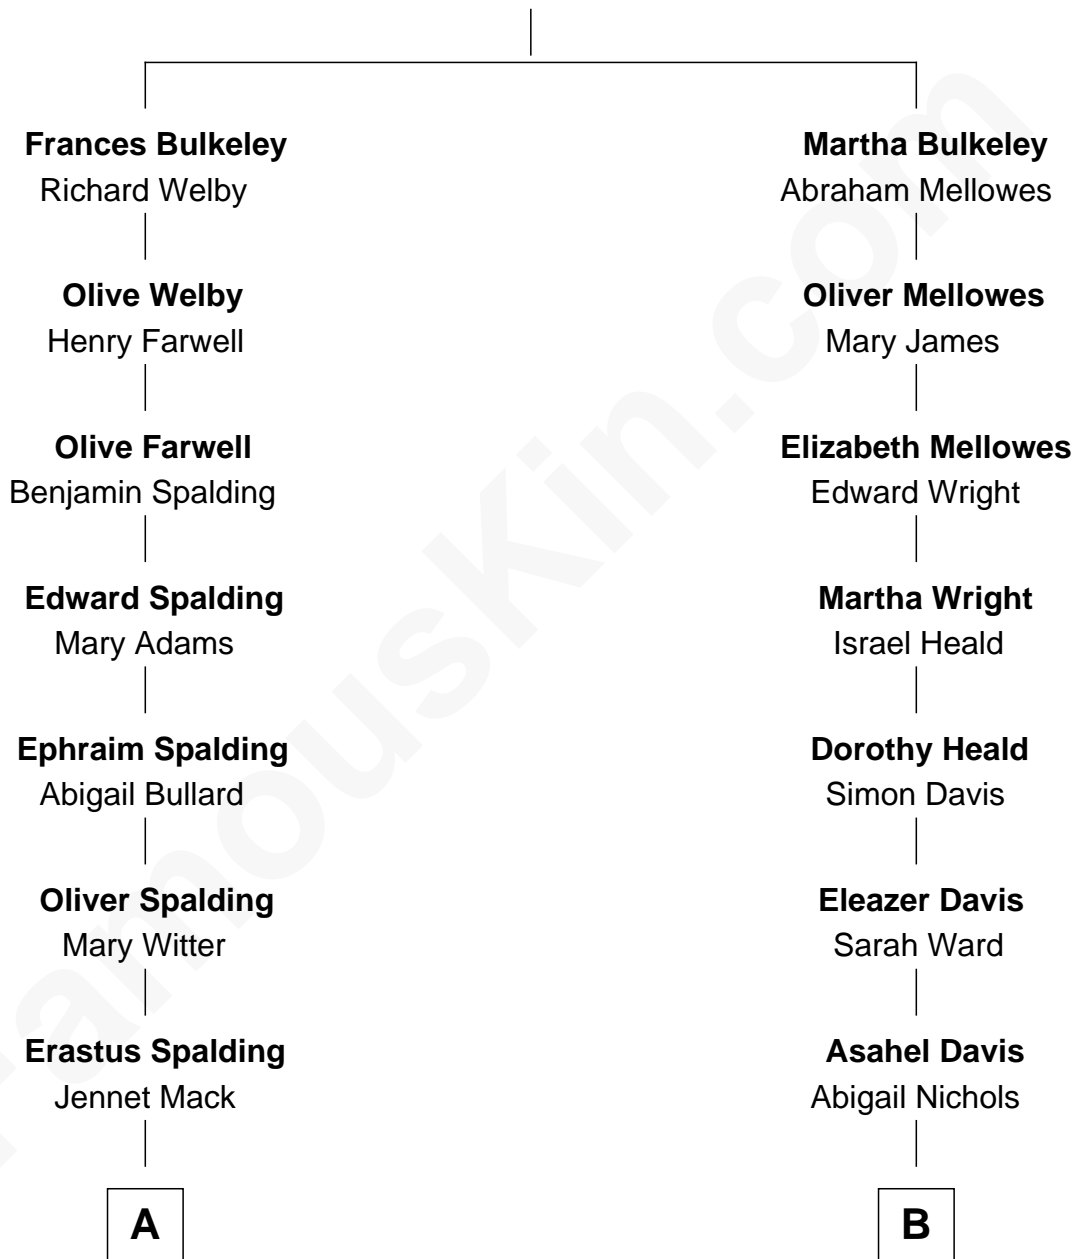 Frances Bulkeley
Richard Welby
Martha Bulkeley
Abraham Mellowes
Olive Welby
Henry Farwell
Oliver Mellowes
Mary James
Olive Farwell
Benjamin Spalding
Elizabeth Mellowes
Edward Wright
Edward Spalding
Mary Adams
Martha Wright
Israel Heald
Ephraim Spalding
Abigail Bullard
Dorothy Heald
Simon Davis
Oliver Spalding
Mary Witter
Eleazer Davis
Sarah Ward
Erastus Spalding
Jennet Mack
Asahel Davis
Abigail Nichols
A
B
FamousKin.com